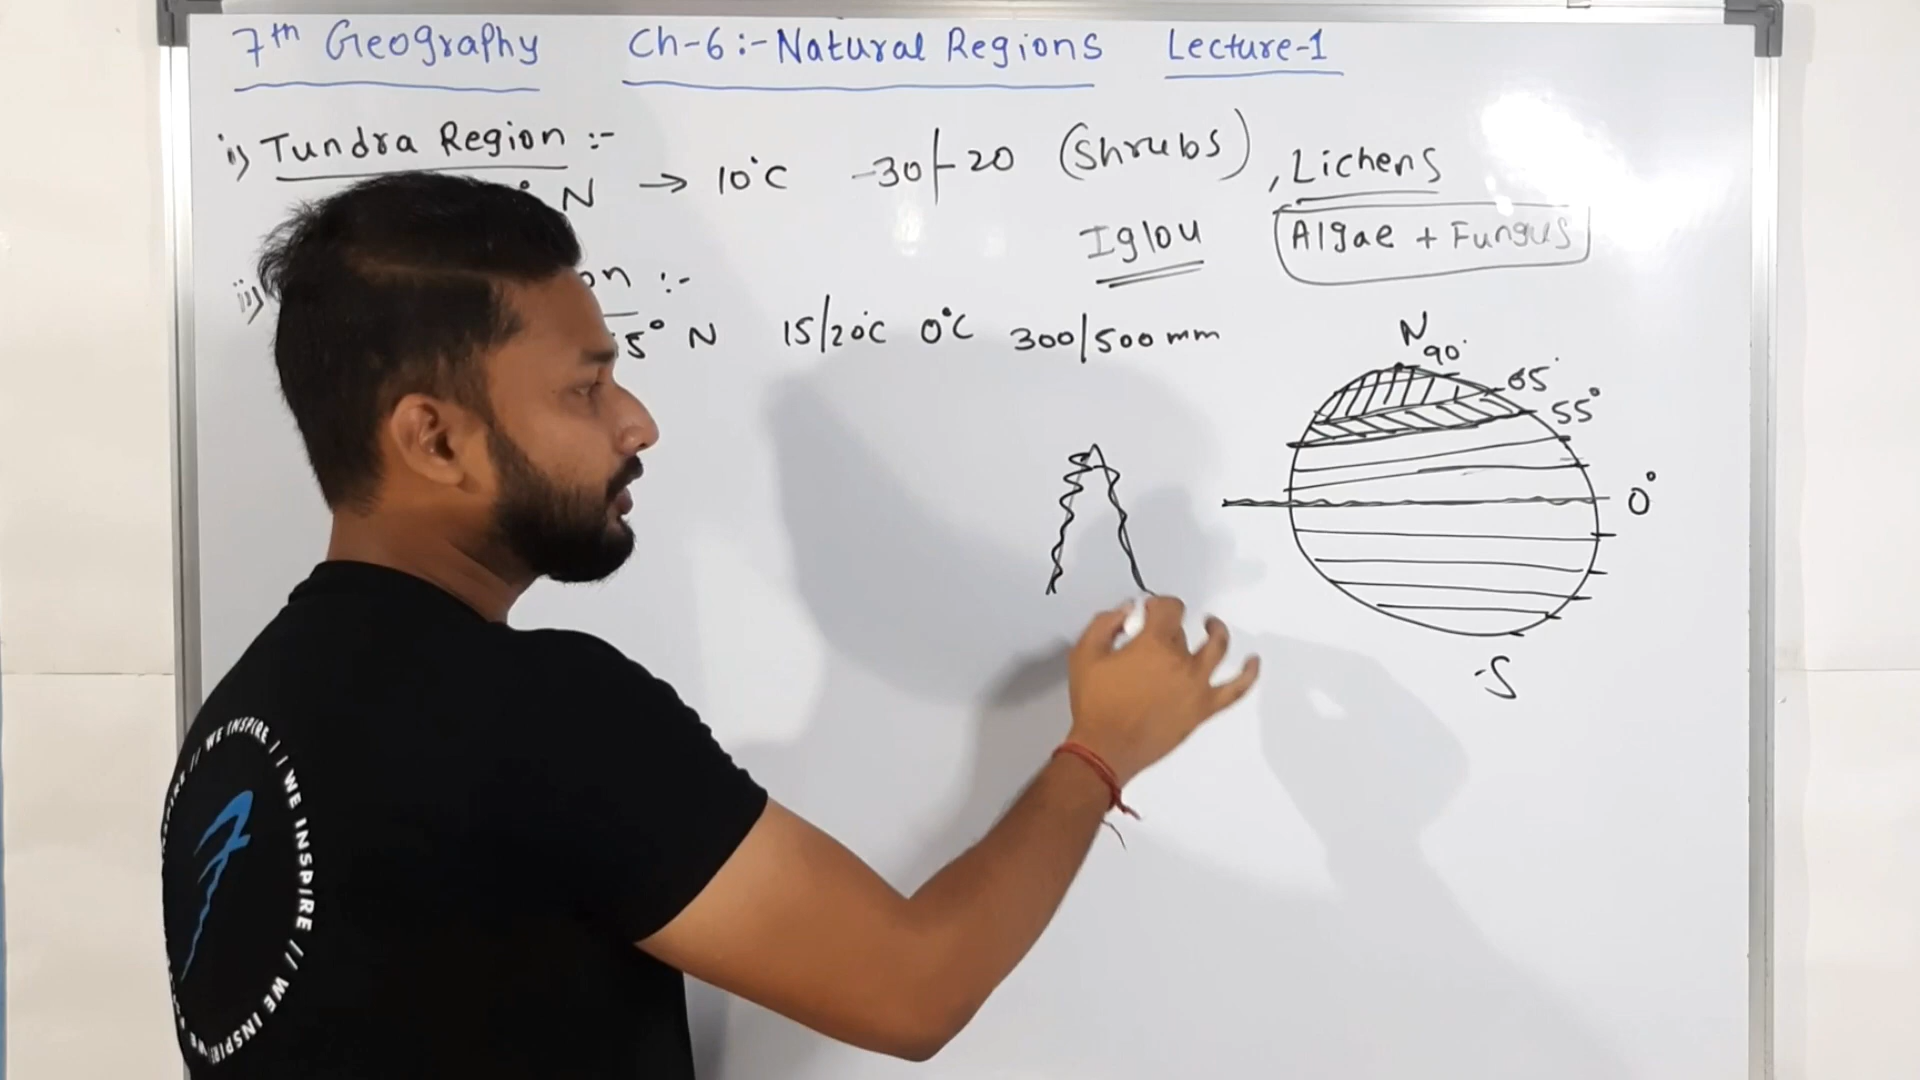 7th Geography Ch-6:- Natural Regions Lecture-1
i) Tundra Region :-
° N → 10°C -30/-20 (Shrubs) , Lichens
Iglou Algae + Fungus
ii) on :-
5° N 15/20°C 0°C 300/500 mm
N
90°
65°
55°
0°
S
WE INSPIRE // WE INSPIRE // WE INSPIRE //